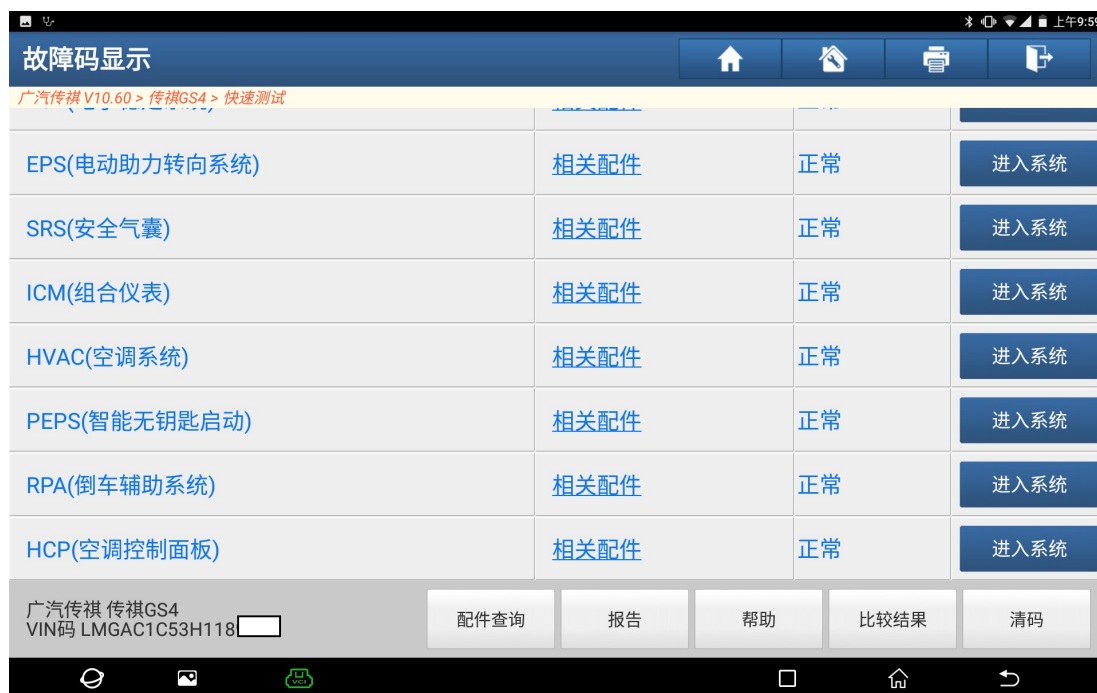 上午9:59
故障码显示
广汽传祺 V10.60 > 传祺GS4 > 快速测试
EPS(电动助力转向系统) 相关配件 正常 进入系统
SRS(安全气囊) 相关配件 正常 进入系统
ICM(组合仪表) 相关配件 正常 进入系统
HVAC(空调系统) 相关配件 正常 进入系统
PEPS(智能无钥匙启动) 相关配件 正常 进入系统
RPA(倒车辅助系统) 相关配件 正常 进入系统
HCP(空调控制面板) 相关配件 正常 进入系统
广汽传祺 传祺GS4
VIN码 LMGAC1C53H118
配件查询 报告 帮助 比较结果 清码
VCI